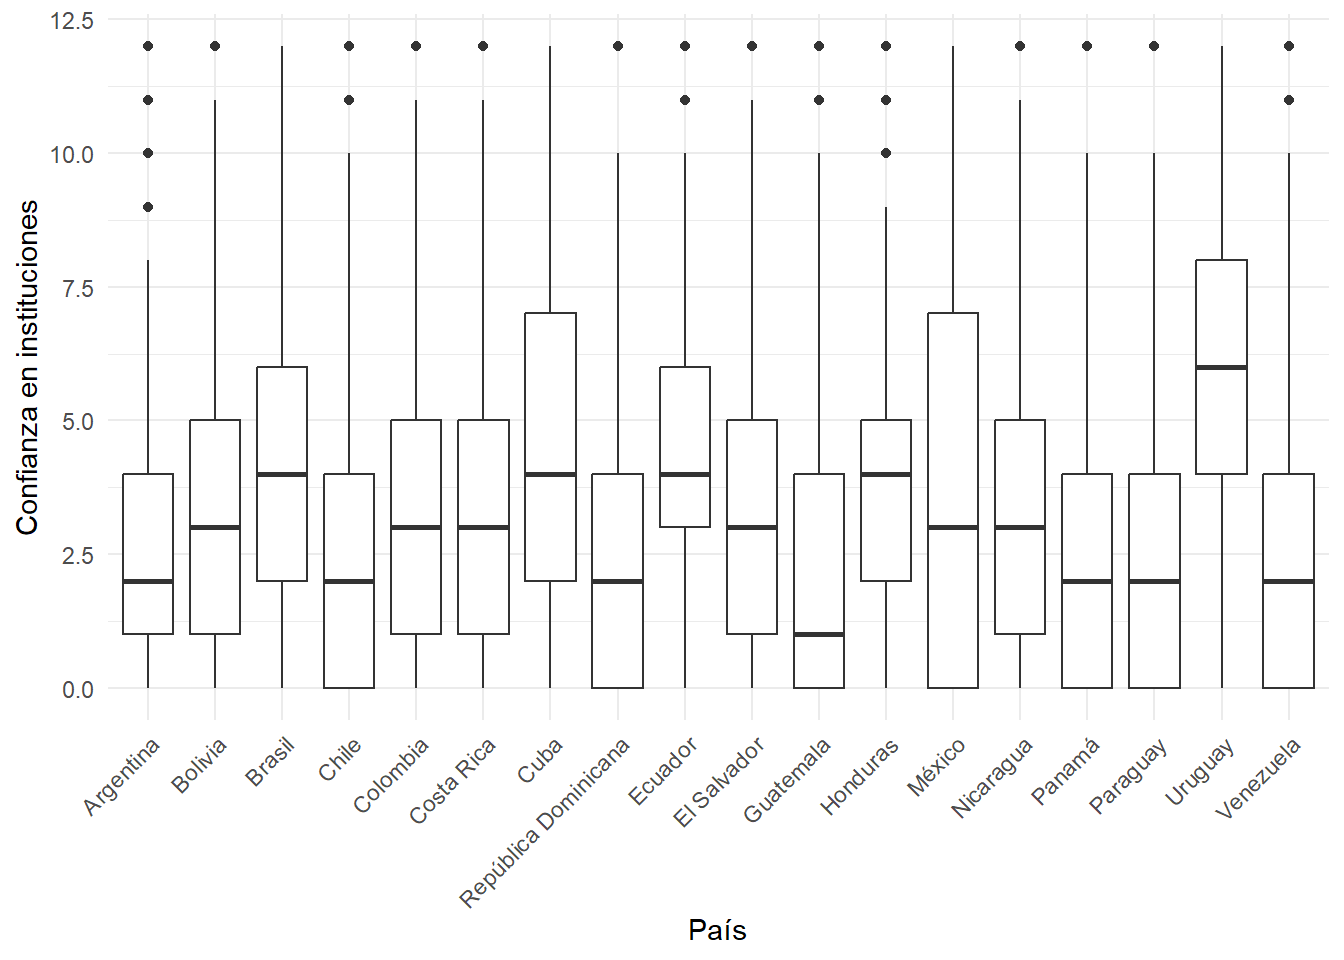 Confianza en instituciones
12.5
10.0
7.5
5.0
2.5
0.0
Argentina
Bolivia
Brasil
Chile
Colombia
Costa Rica
Cuba
República Dominicana
Ecuador
El Salvador
Guatemala
Honduras
México
Nicaragua
Panamá
Paraguay
Uruguay
Venezuela
País